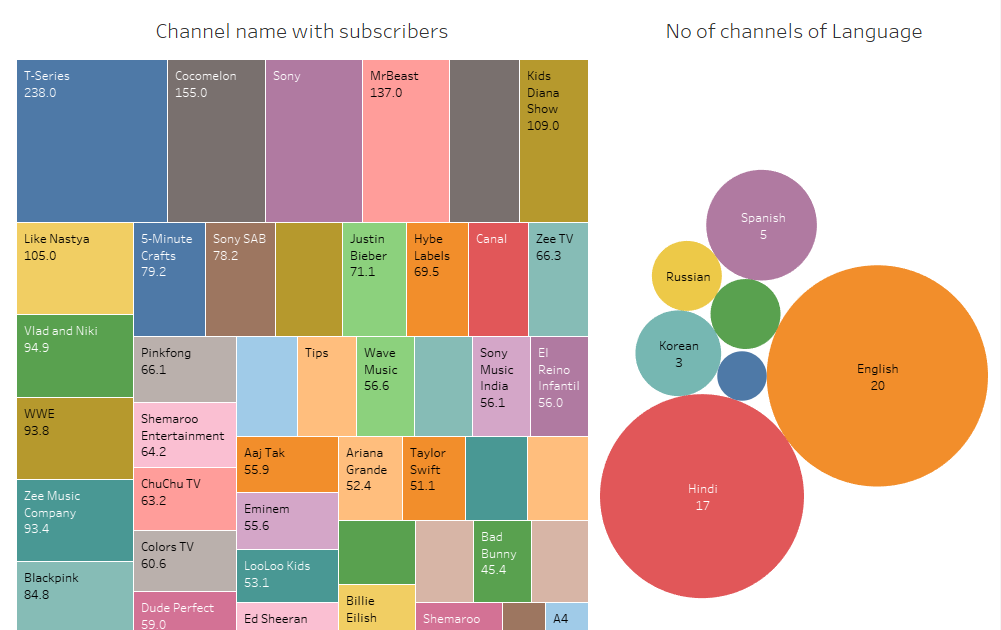 Channel name with subscribers
No of channels of Language
T-Series
238.0
Cocomelon
155.0
Sony
MrBeast
137.0
Kids
Diana
Show
109.0
Like Nastya
105.0
Vlad and Niki
94.9
WWE
93.8
Zee Music
Company
93.4
Blackpink
84.8
5-Minute
Crafts
79.2
Sony SAB
78.2
Justin
Bieber
71.1
Hybe
Labels
69.5
Canal
Zee TV
66.3
Pinkfong
66.1
Shemaroo
Entertainment
64.2
ChuChu TV
63.2
Colors TV
60.6
Dude Perfect
59.0
Tips
Wave
Music
56.6
Sony
Music
India
56.1
El
Reino
Infantil
56.0
Aaj Tak
55.9
Eminem
55.6
LooLoo Kids
53.1
Ed Sheeran
Ariana
Grande
52.4
Taylor
Swift
51.1
Billie
Eilish
Bad
Bunny
45.4
Shemaroo
A4
Spanish
5
Russian
Korean
3
English
20
Hindi
17